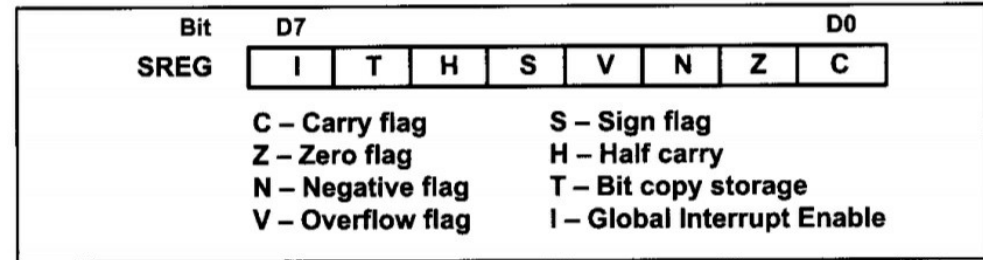 Bit D7 D0
SREG I T H S V N Z C
C – Carry flag S – Sign flag
Z – Zero flag H – Half carry
N – Negative flag T – Bit copy storage
V – Overflow flag I – Global Interrupt Enable